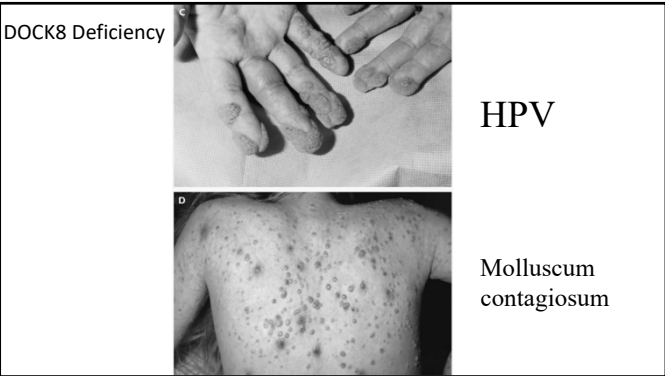 DOCK8 Deficiency
C
HPV
D
Molluscum
contagiosum